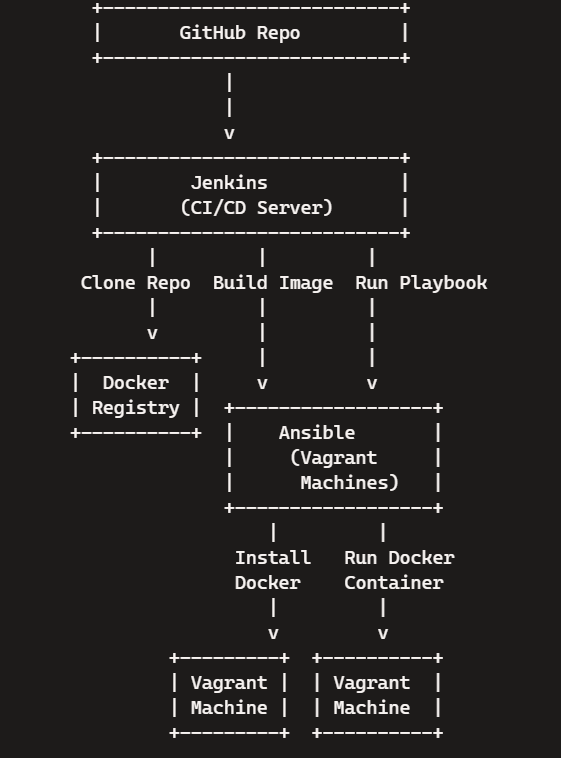 GitHub Repo
Jenkins
(CI/CD Server)
Clone Repo Build Image Run Playbook
Docker
Registry
Ansible
(Vagrant
Machines)
Install Run Docker
Docker Container
Vagrant Vagrant
Machine Machine